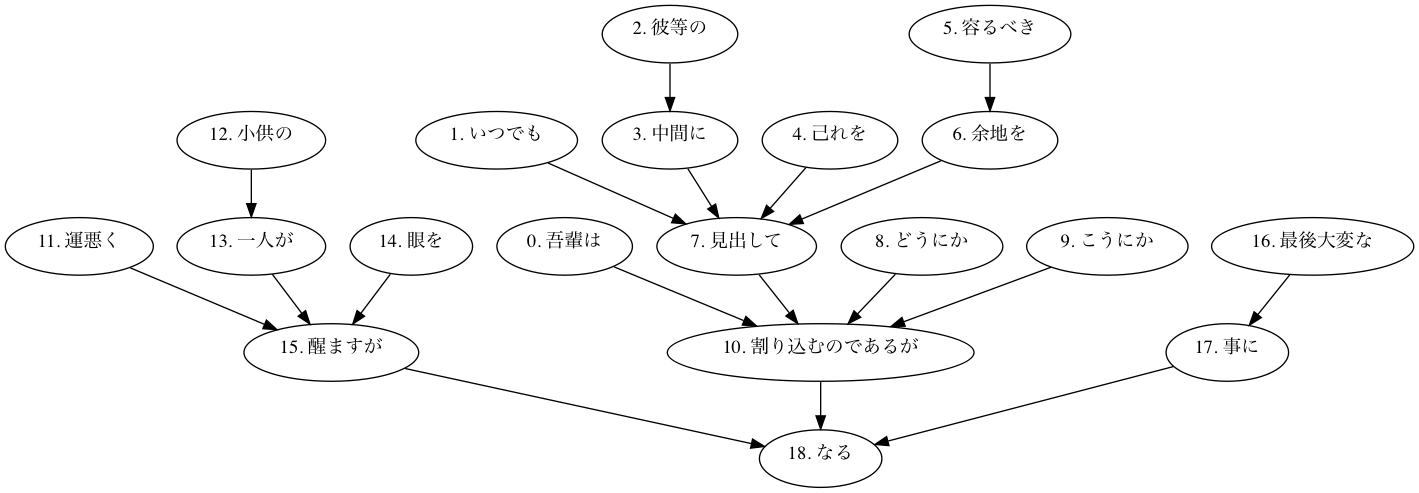 2. 彼等の
5. 容るべき
12. 小供の
1. いつでも
3. 中間に
4. 己れを
6. 余地を
11. 運悪く
13. 一人が
14. 眼を
0. 吾輩は
7. 見出して
8. どうにか
9. こうにか
16. 最後大変な
15. 醒ますが
10. 割り込むのであるが
17. 事に
18. なる